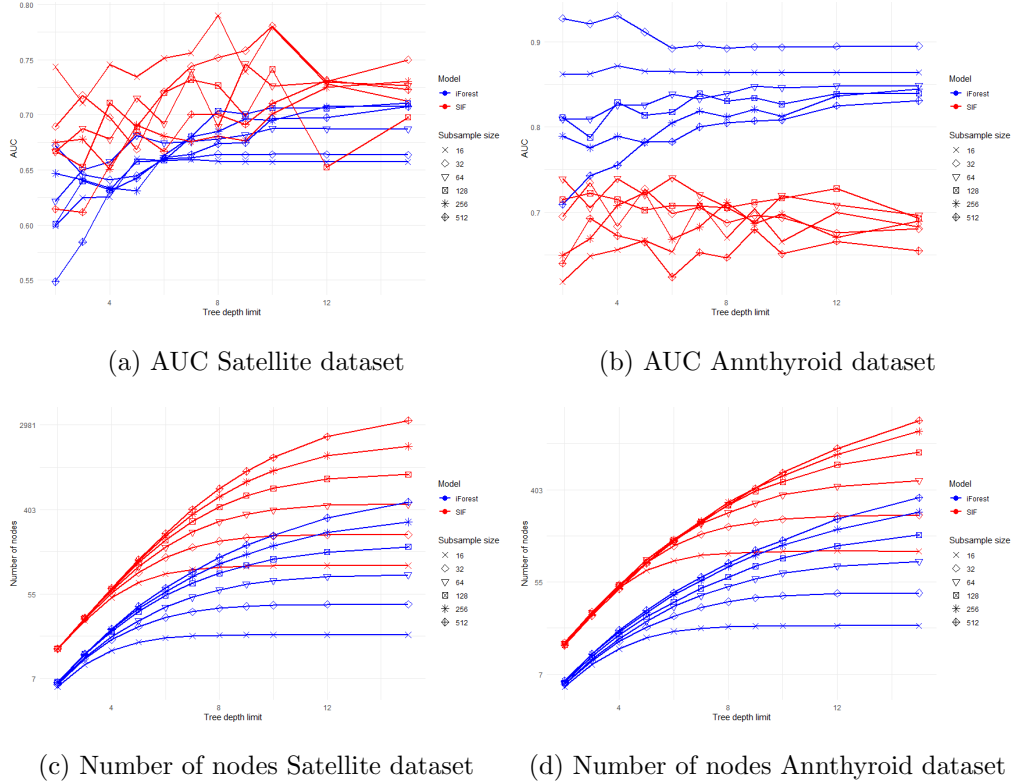 0.80
0.75
0.70
0.65
0.60
0.55
AUC
4
8
12
Tree depth limit
Model
iForest
SIF
Subsample size
16
32
64
128
256
512
(a) AUC Satellite dataset
0.9
0.8
0.7
AUC
4
8
12
Tree depth limit
Model
iForest
SIF
Subsample size
16
32
64
128
256
512
(b) AUC Annthyroid dataset
2981
403
55
7
Number of nodes
4
8
12
Tree depth limit
Model
iForest
SIF
Subsample size
16
32
64
128
256
512
(c) Number of nodes Satellite dataset
403
55
7
Number of nodes
4
8
12
Tree depth limit
Model
iForest
SIF
Subsample size
16
32
64
128
256
512
(d) Number of nodes Annthyroid dataset